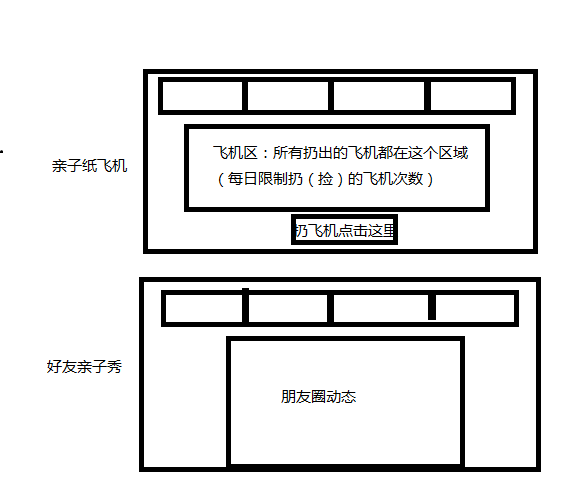 飞机区：所有扔出的飞机都在这个区域
（每日限制扔（捡）的飞机次数）
亲子纸飞机
扔飞机点击这里
好友亲子秀
朋友圈动态